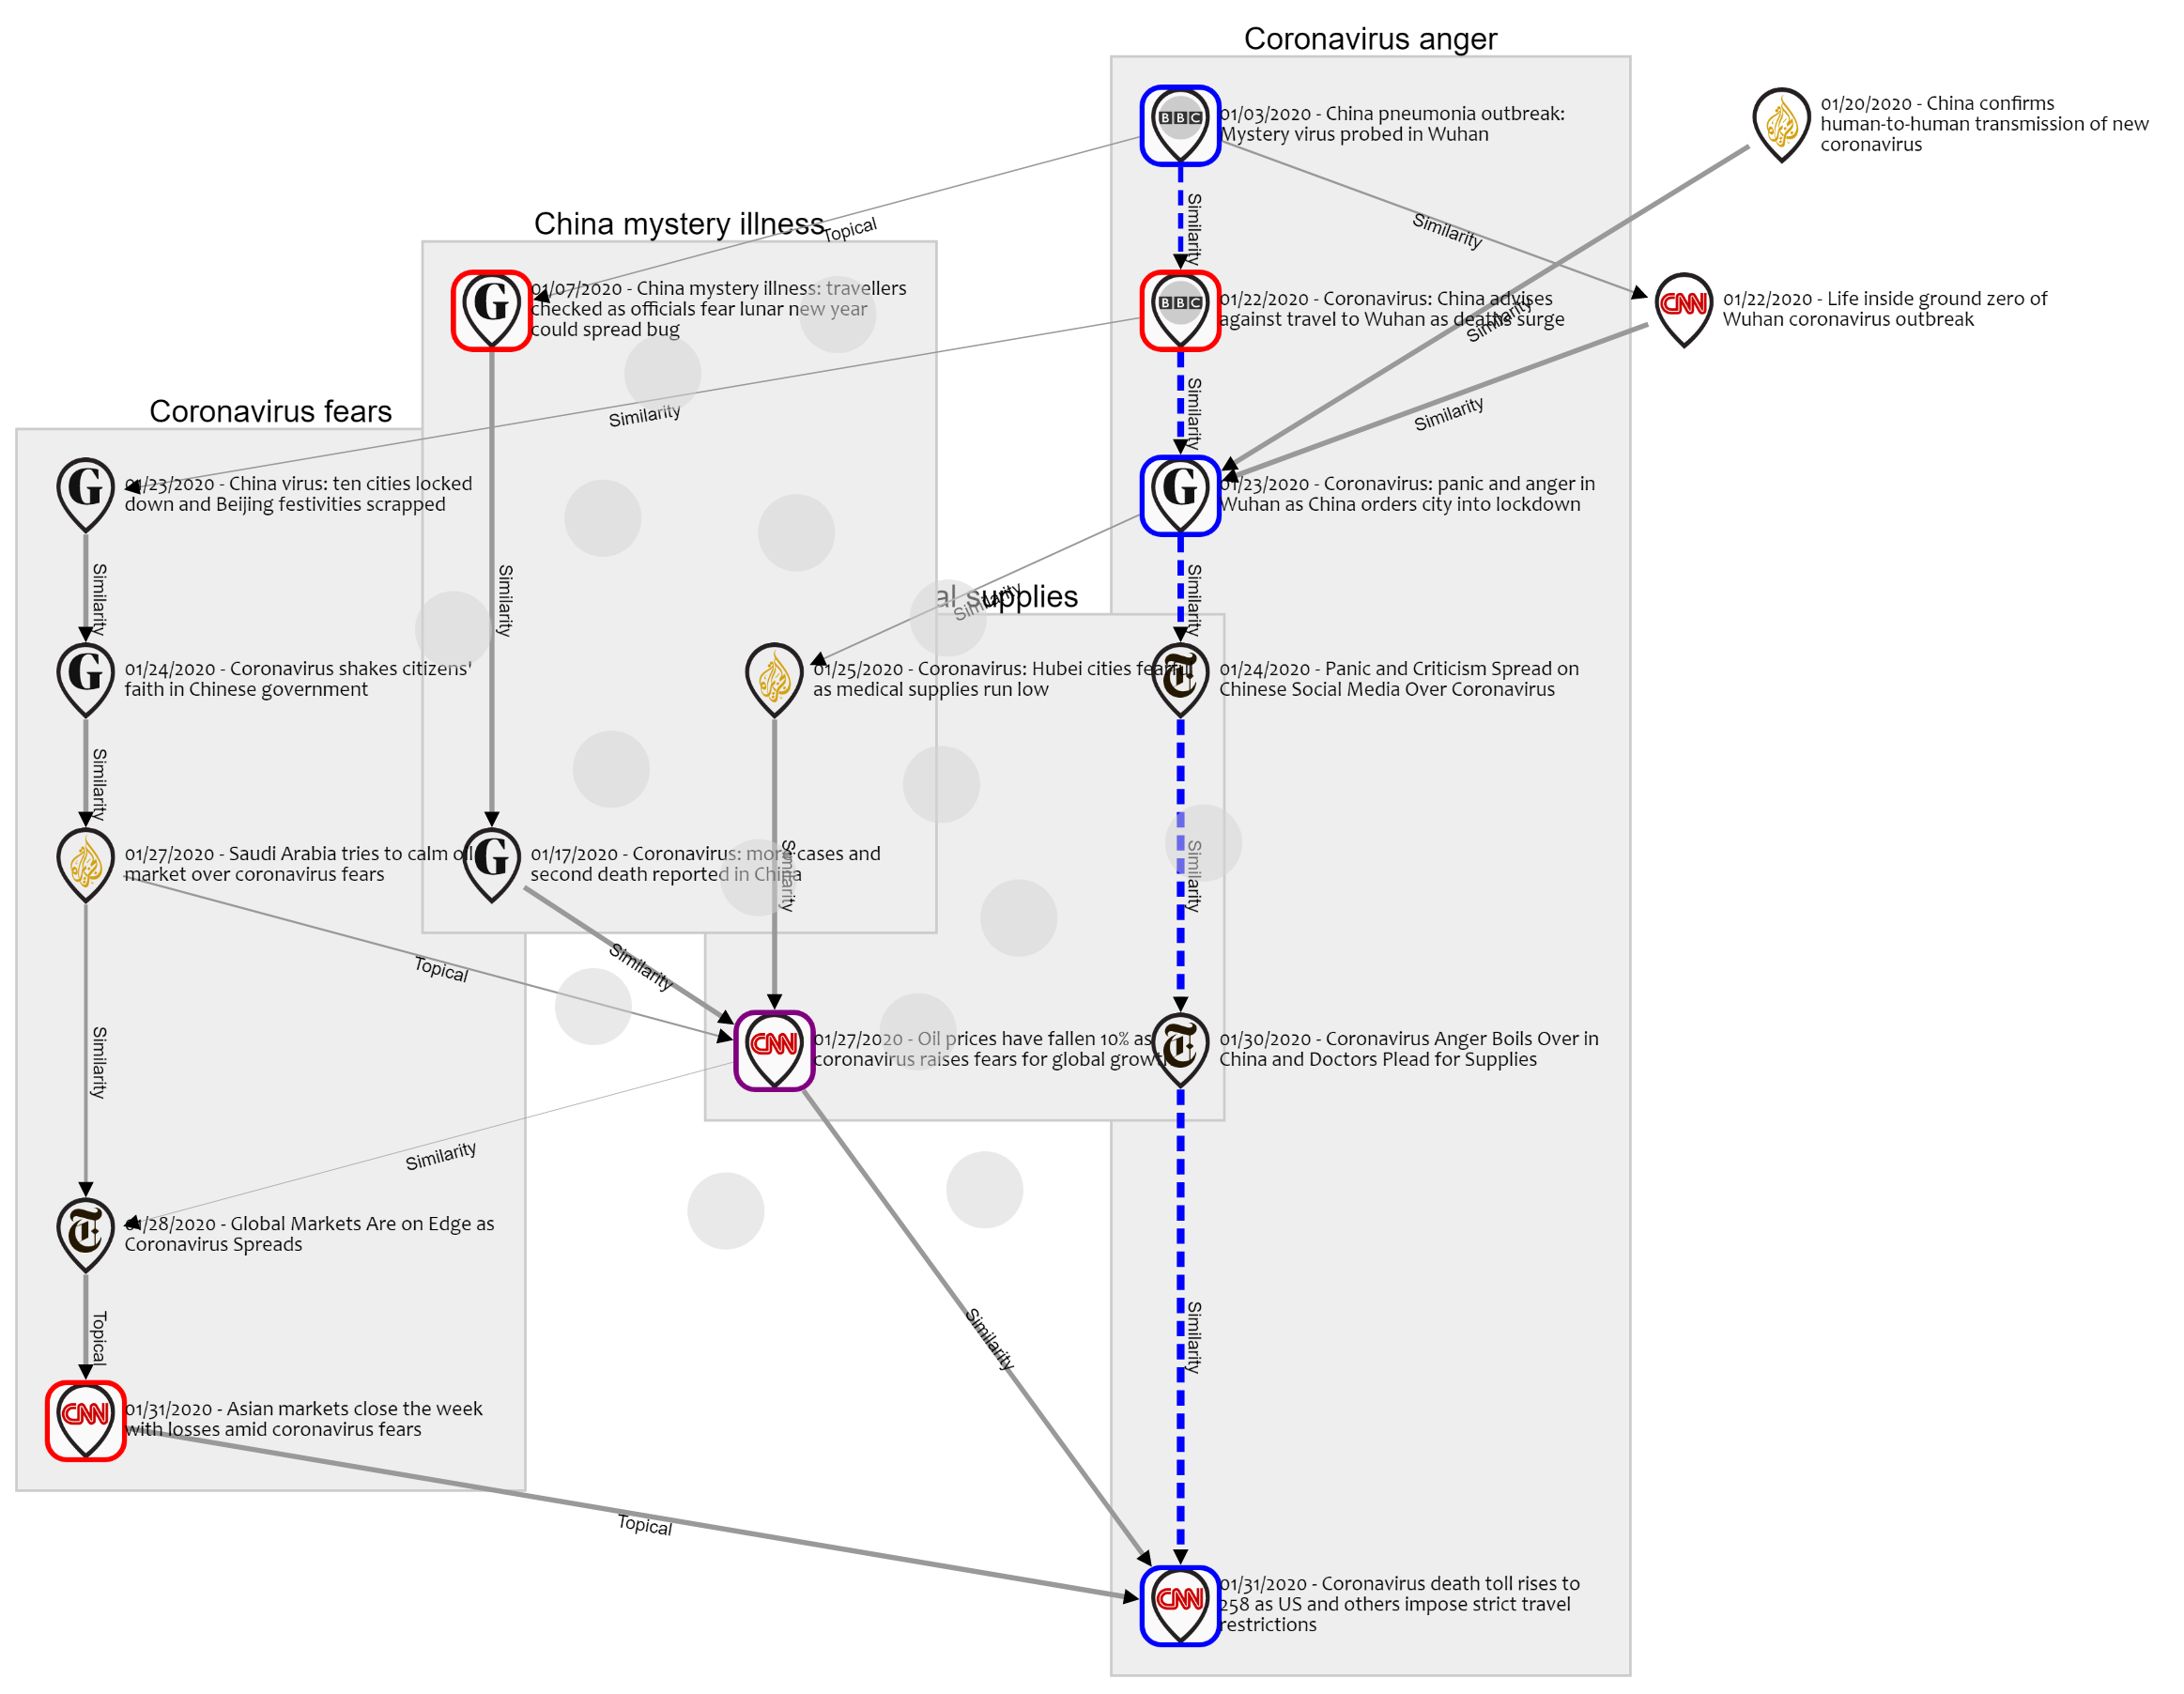 Coronavirus anger
BBC
01/03/2020 - China pneumonia outbreak:
Mystery virus probed in Wuhan
01/20/2020 - China confirms
human-to-human transmission of new
coronavirus
Similarity
Similarity
Topical
China mystery illness
G
01/07/2020 - China mystery illness: travellers
checked as officials fear lunar new year
could spread bug
BBC
01/22/2020 - Coronavirus: China advises
against travel to Wuhan as deaths surge
Similarity
CNN
01/22/2020 - Life inside ground zero of
Wuhan coronavirus outbreak
Similarity
Similarity
Similarity
Coronavirus fears
G
01/23/2020 - China virus: ten cities locked
down and Beijing festivities scrapped
G
01/23/2020 - Coronavirus: panic and anger in
Wuhan as China orders city into lockdown
Similarity
Similarity
Similarity
Similarity
supplies
G
01/24/2020 - Coronavirus shakes citizens'
faith in Chinese government
01/25/2020 - Coronavirus: Hubei cities fearful
as medical supplies run low
T
01/24/2020 - Panic and Criticism Spread on
Chinese Social Media Over Coronavirus
Similarity
01/27/2020 - Saudi Arabia tries to calm oil
market over coronavirus fears
G
01/17/2020 - Coronavirus: more cases and
second death reported in China
Similarity
Similarity
Topical
Similarity
Similarity
CNN
01/27/2020 - Oil prices have fallen 10% as
coronavirus raises fears for global growth
T
01/30/2020 - Coronavirus Anger Boils Over in
China and Doctors Plead for Supplies
Similarity
T
01/28/2020 - Global Markets Are on Edge as
Coronavirus Spreads
Topical
Similarity
Similarity
CNN
01/31/2020 - Asian markets close the week
with losses amid coronavirus fears
Topical
CNN
01/31/2020 - Coronavirus death toll rises to
258 as US and others impose strict travel
restrictions